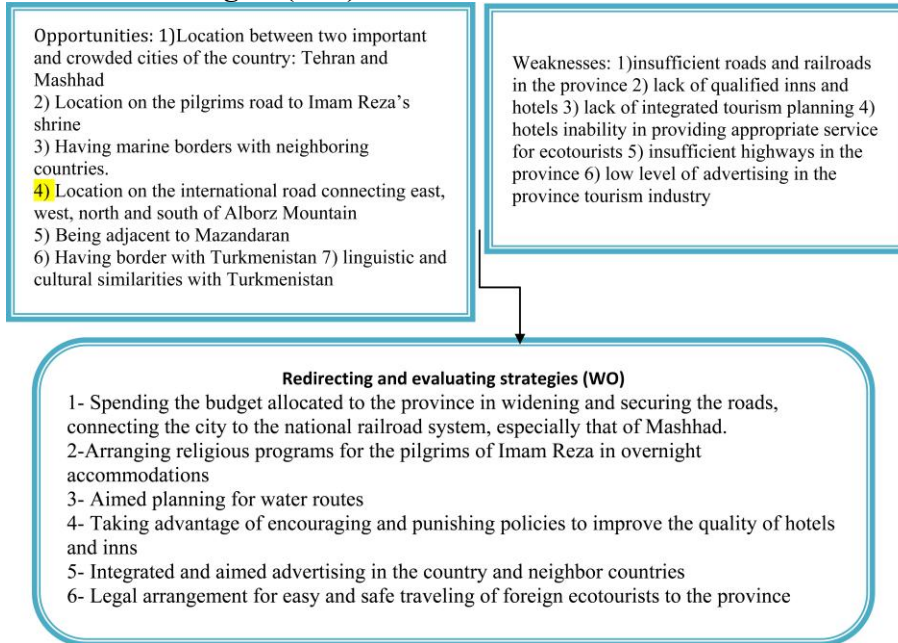 Opportunities: 1)Location between two important
and crowded cities of the country: Tehran and
Mashhad
2) Location on the pilgrims road to Imam Reza's
shrine
3) Having marine borders with neighboring
countries.
4) Location on the international road connecting east,
west, north and south of Alborz Mountain
5) Being adjacent to Mazandaran
6) Having border with Turkmenistan 7) linguistic and
cultural similarities with Turkmenistan
Weaknesses: 1)insufficient roads and railroads
in the province 2) lack of qualified inns and
hotels 3) lack of integrated tourism planning 4)
hotels inability in providing appropriate service
for ecotourists 5) insufficient highways in the
province 6) low level of advertising in the
province tourism industry
Redirecting and evaluating strategies (WO)
1- Spending the budget allocated to the province in widening and securing the roads,
connecting the city to the national railroad system, especially that of Mashhad.
2-Arranging religious programs for the pilgrims of Imam Reza in overnight
accommodations
3- Aimed planning for water routes
4- Taking advantage of encouraging and punishing policies to improve the quality of hotels
and inns
5- Integrated and aimed advertising in the country and neighbor countries
6- Legal arrangement for easy and safe traveling of foreign ecotourists to the province